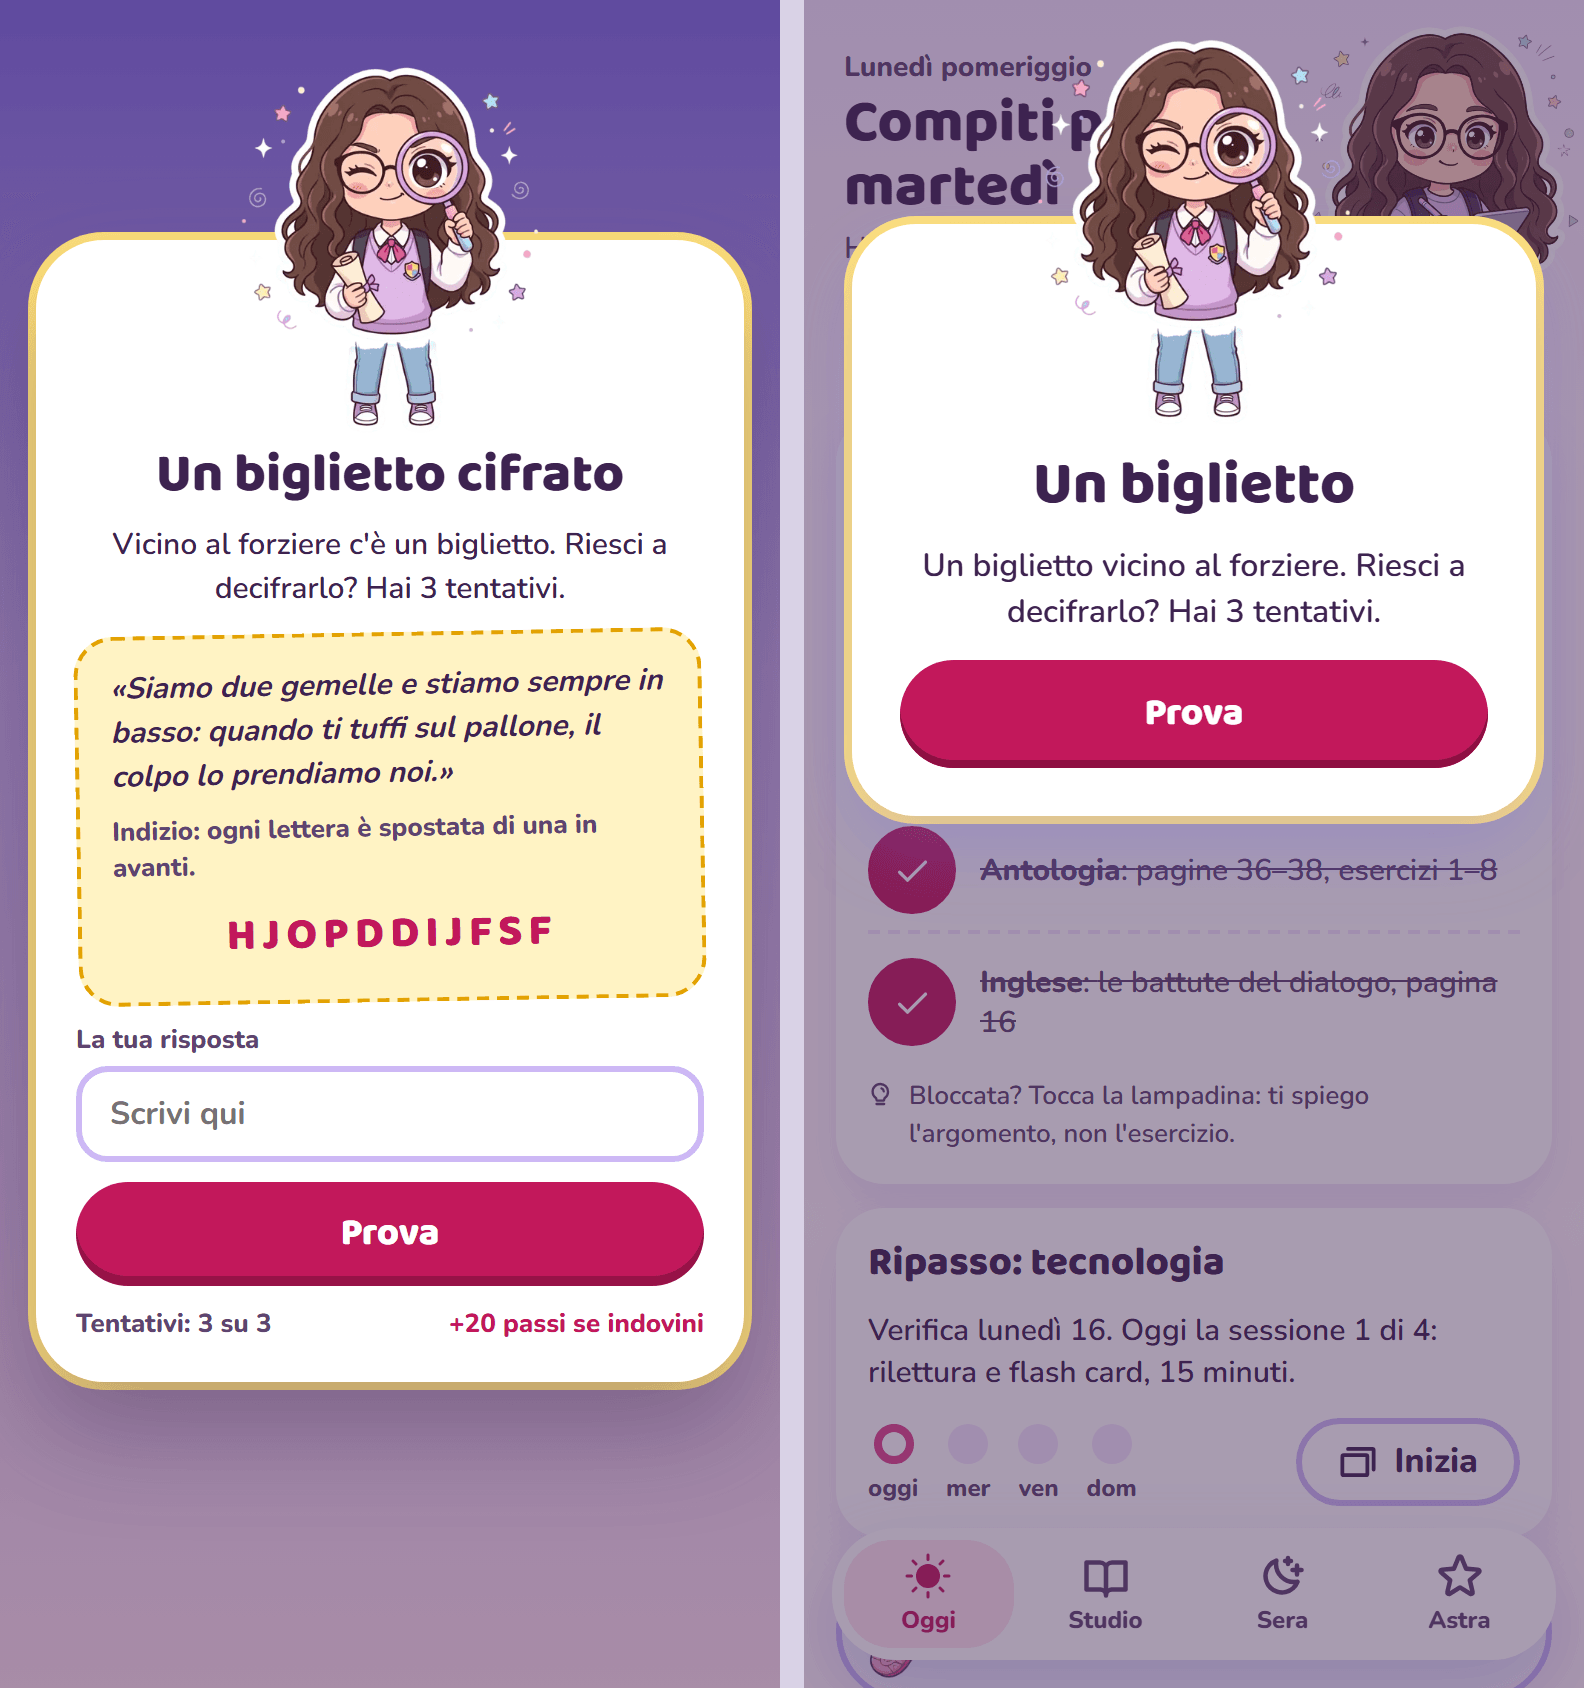 Un biglietto cifrato
Vicino al forziere c'è un biglietto. Riesci a
decifrarlo? Hai 3 tentativi.
«Siamo due gemelle e stiamo sempre in
basso: quando ti tuffi sul pallone, il
colpo lo prendiamo noi.»
Indizio: ogni lettera è spostata di una in
avanti.
HJOPDDIJFSF
La tua risposta
Scrivi qui
Prova
Tentativi: 3 su 3
+20 passi se indovini
Lunedì pomeriggio
Compiti p
martedì
Un biglietto
Un biglietto vicino al forziere. Riesci a
decifrarlo? Hai 3 tentativi.
Prova
Antologia: pagine 36–38, esercizi 1–8
Inglese: le battute del dialogo, pagina
16
Bloccata? Tocca la lampadina: ti spiego
l'argomento, non l'esercizio.
Ripasso: tecnologia
Verifica lunedì 16. Oggi la sessione 1 di 4:
rilettura e flash card, 15 minuti.
oggi mer ven dom
Inizia
Oggi Studio Sera Astra